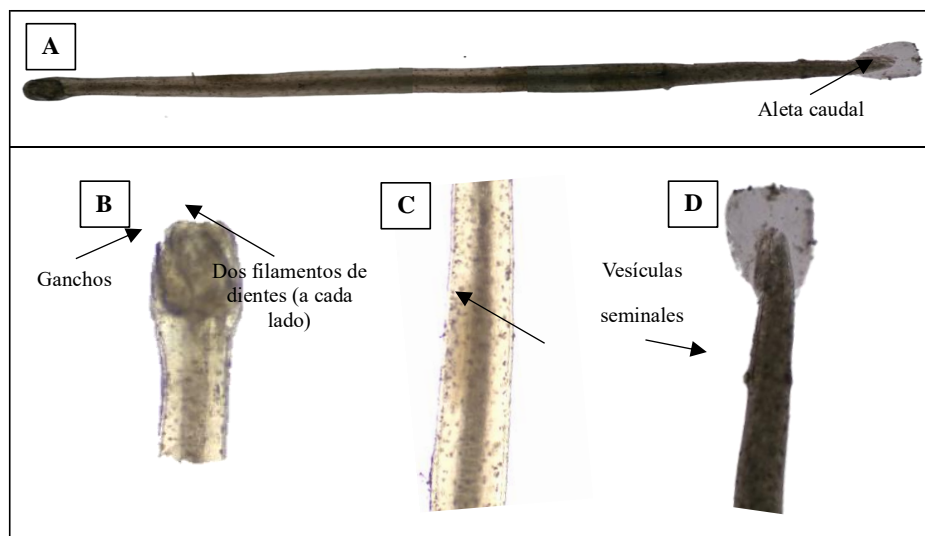 A
Aleta caudal
B
Ganchos
Dos filamentos de
dientes (a cada
lado)
C
D
Vesículas
seminales